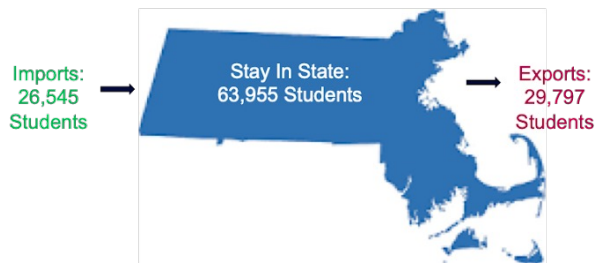 Imports:
26,545
Students
Stay In State:
63,955 Students
Exports:
29,797
Students